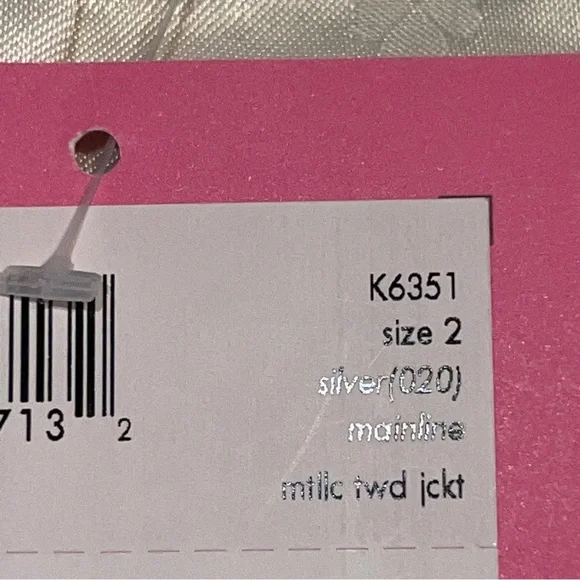 K6351
size 2
silver(020)
mainline
mtllc twd jckt
713 2